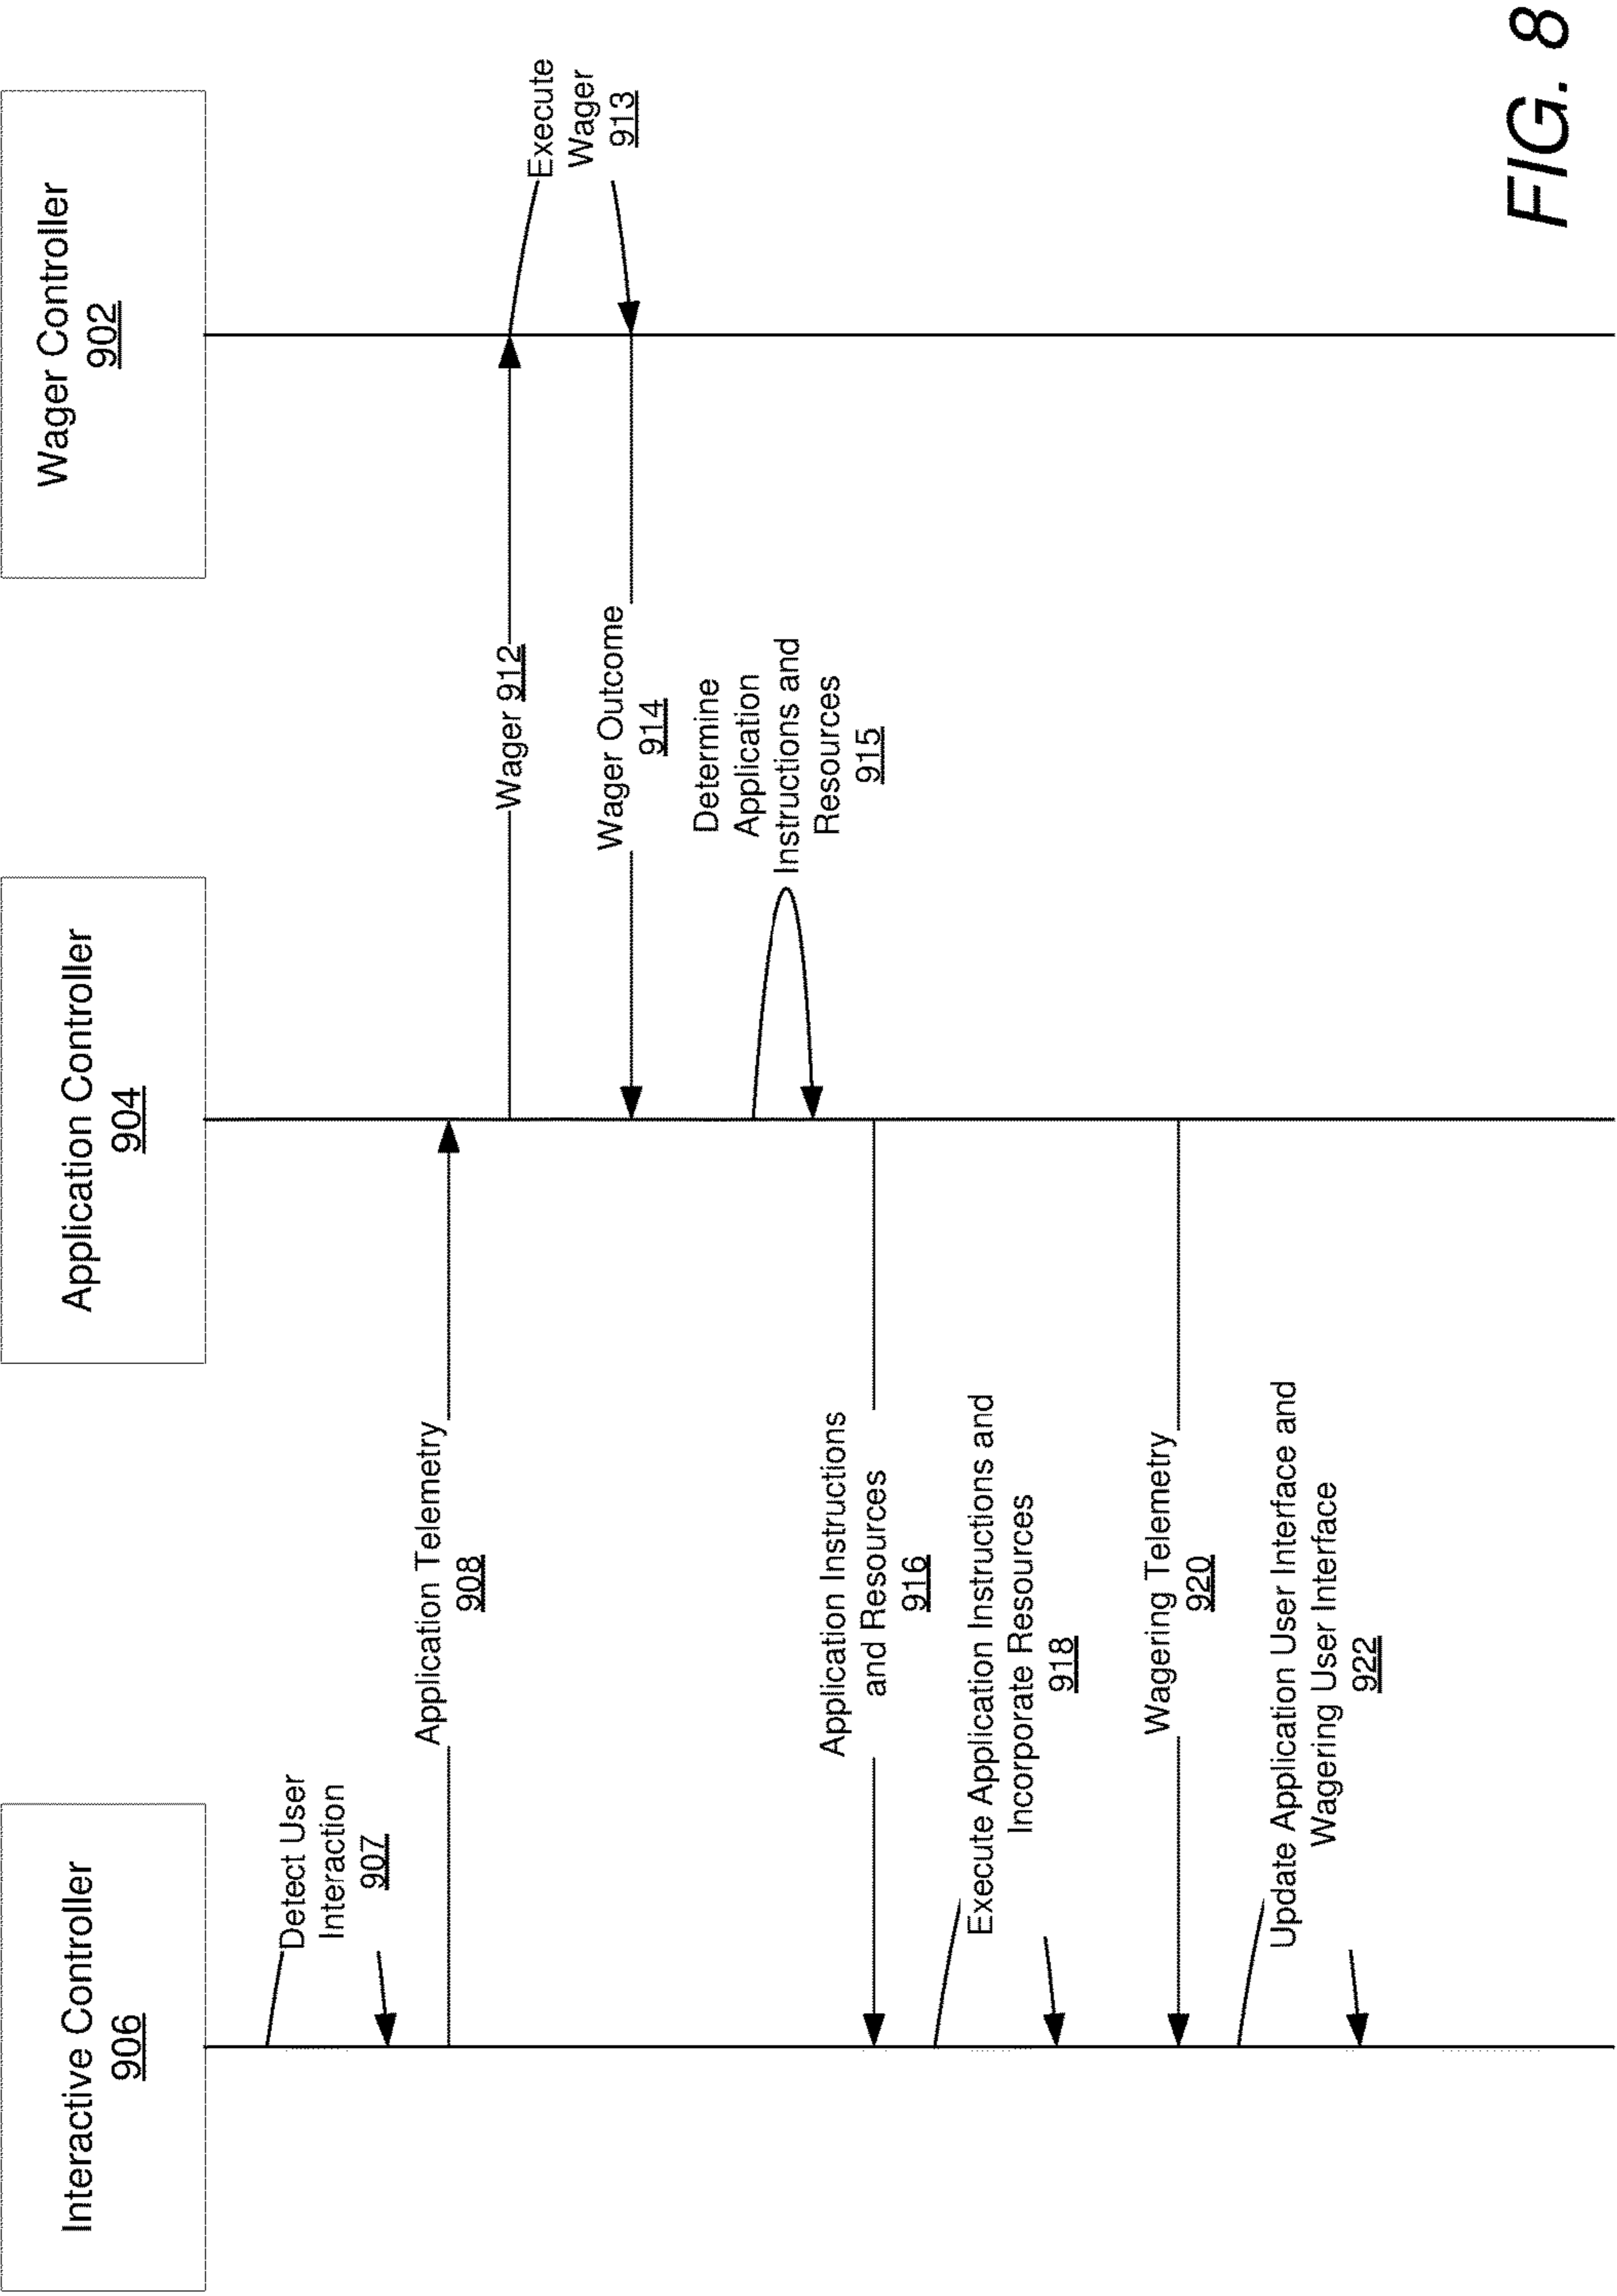 Interactive Controller
906
Application Controller
904
Wager Controller
902
Detect User
Interaction
907
Application Telemetry
908
Wager 912
Execute
Wager
913
Wager Outcome
914
Determine
Application
Instructions and
Resources
915
Application Instructions
and Resources
916
Execute Application Instructions and
Incorporate Resources
918
Wagering Telemetry
920
Update Application User Interface and
Wagering User Interface
922
FIG. 8